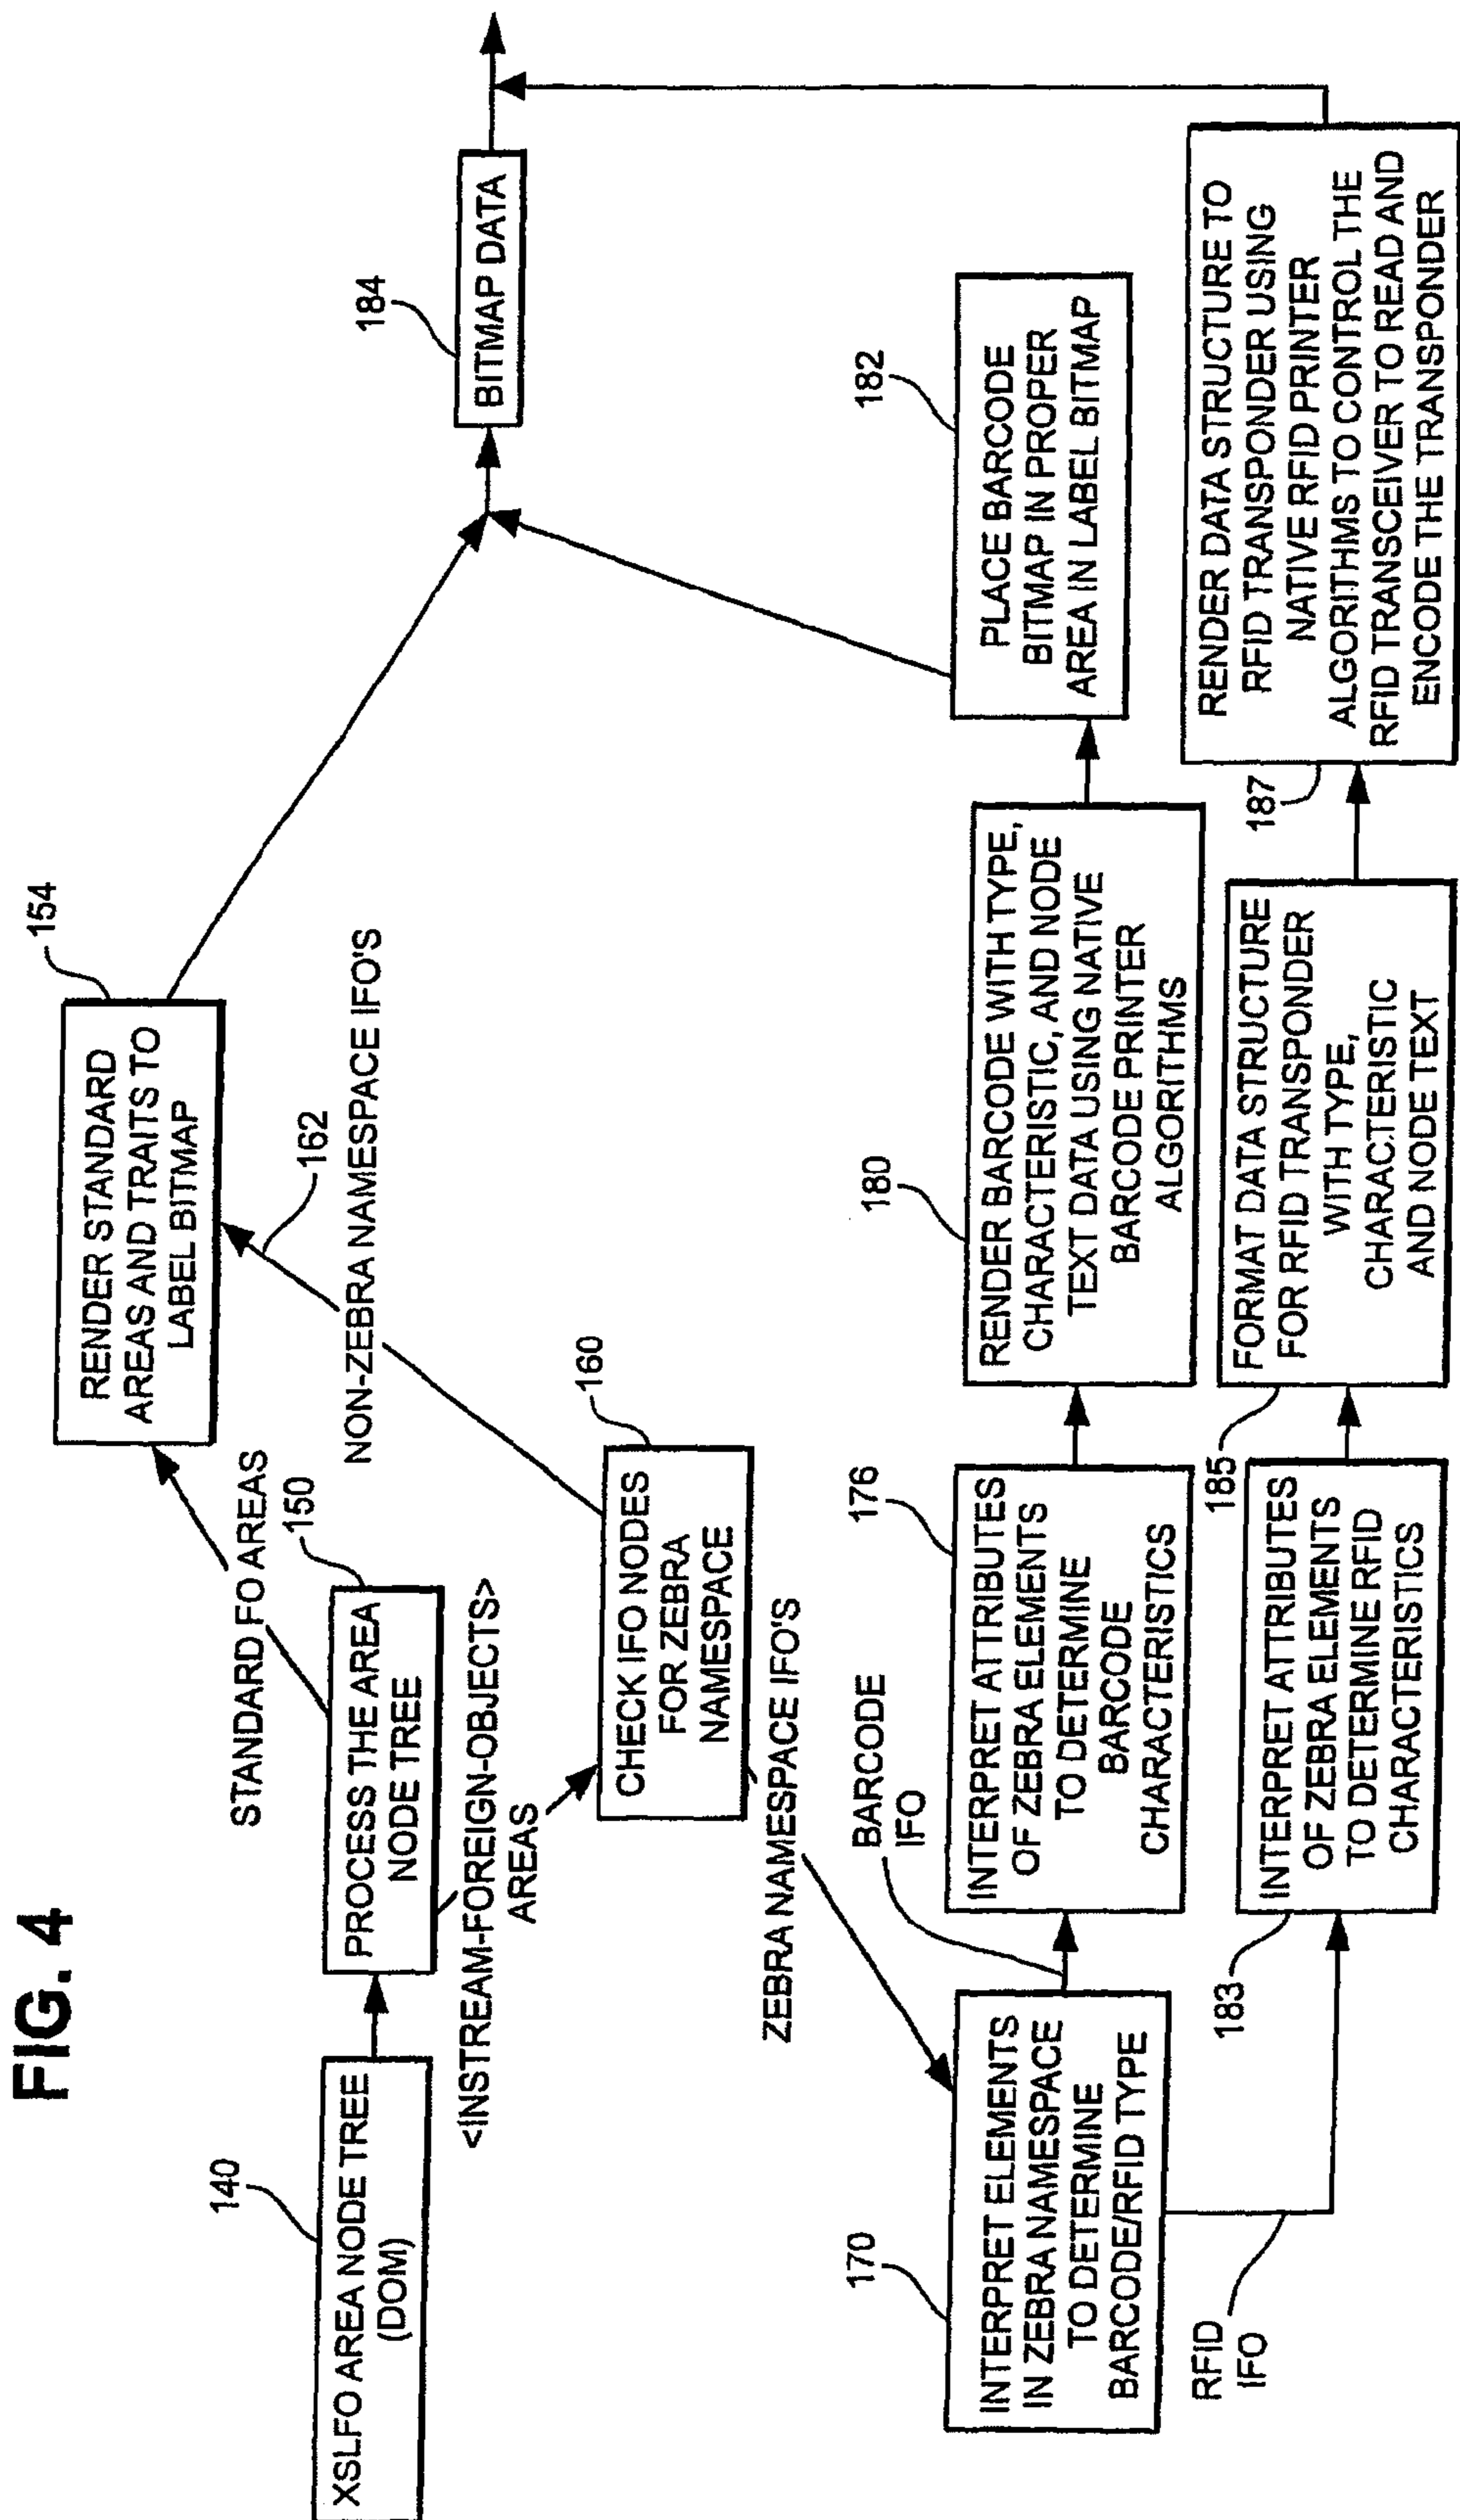 FIG. 4
140
XSLFO AREA NODE TREE
(DOM)
150
PROCESS THE AREA
NODE TREE
STANDARD FO AREAS
154
RENDER STANDARD
AREAS AND TRAITS TO
LABEL BITMAP
<INSTREAM-FOREIGN-OBJECTS>
AREAS
160
CHECK IFO NODES
FOR ZEBRA
NAMESPACE
162
NON-ZEBRA NAMESPACE IFO'S
ZEBRA NAMESPACE IFO'S
170
INTERPRET ELEMENTS
IN ZEBRA NAMESPACE
TO DETERMINE
BARCODE/RFID TYPE
BARCODE
IFO
176
INTERPRET ATTRIBUTES
OF ZEBRA ELEMENTS
TO DETERMINE
BARCODE
CHARACTERISTICS
180
RENDER BARCODE WITH TYPE,
CHARACTERISTIC, AND NODE
TEXT DATA USING NATIVE
BARCODE PRINTER
ALGORITHMS
182
PLACE BARCODE
BITMAP IN PROPER
AREA IN LABEL BITMAP
184
BITMAP DATA
RFID
IFO
183
INTERPRET ATTRIBUTES
OF ZEBRA ELEMENTS
TO DETERMINE RFID
CHARACTERISTICS
185
FORMAT DATA STRUCTURE
FOR RFID TRANSPONDER
WITH TYPE,
CHARACTERISTIC
AND NODE TEXT
187
RENDER DATA STRUCTURE TO
RFID TRANSPONDER USING
NATIVE RFID PRINTER
ALGORITHMS TO CONTROL THE
RFID TRANSCEIVER TO READ AND
ENCODE THE TRANSPONDER